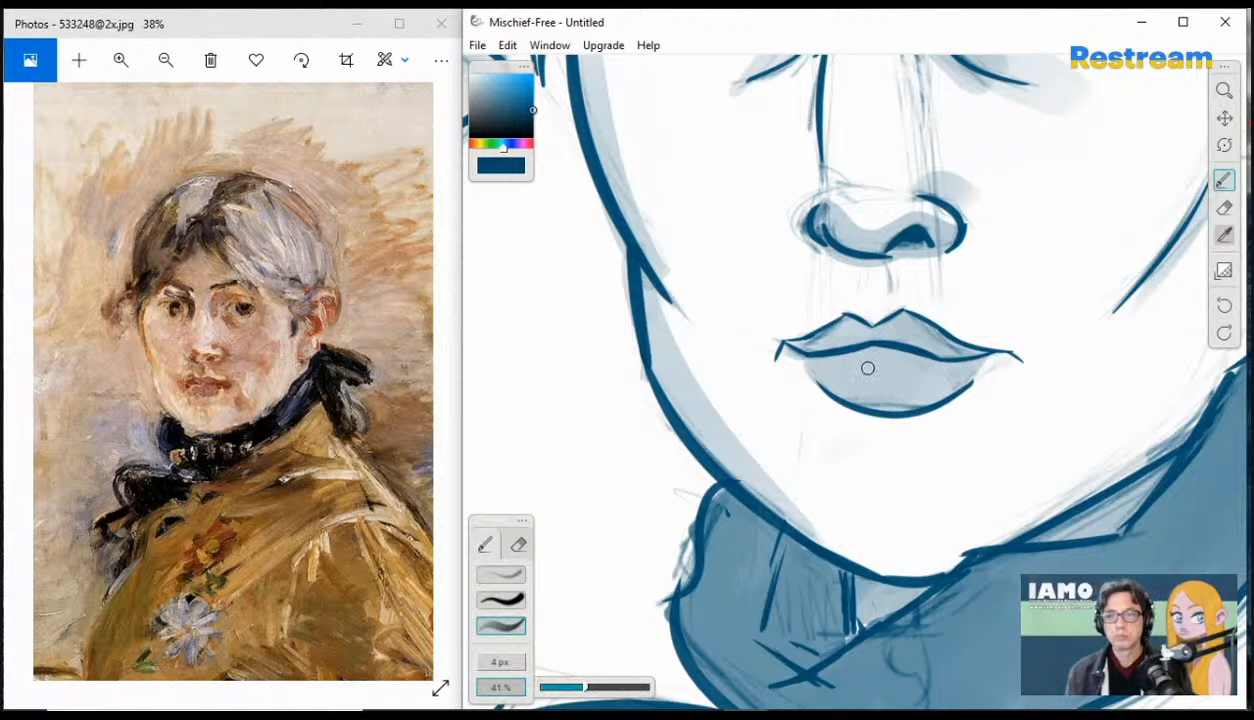 Photos - 533248@2x.jpg 38%
Mischief-Free - Untitled
File Edit Window Upgrade Help
Restream
4 px
41 %
IAMO